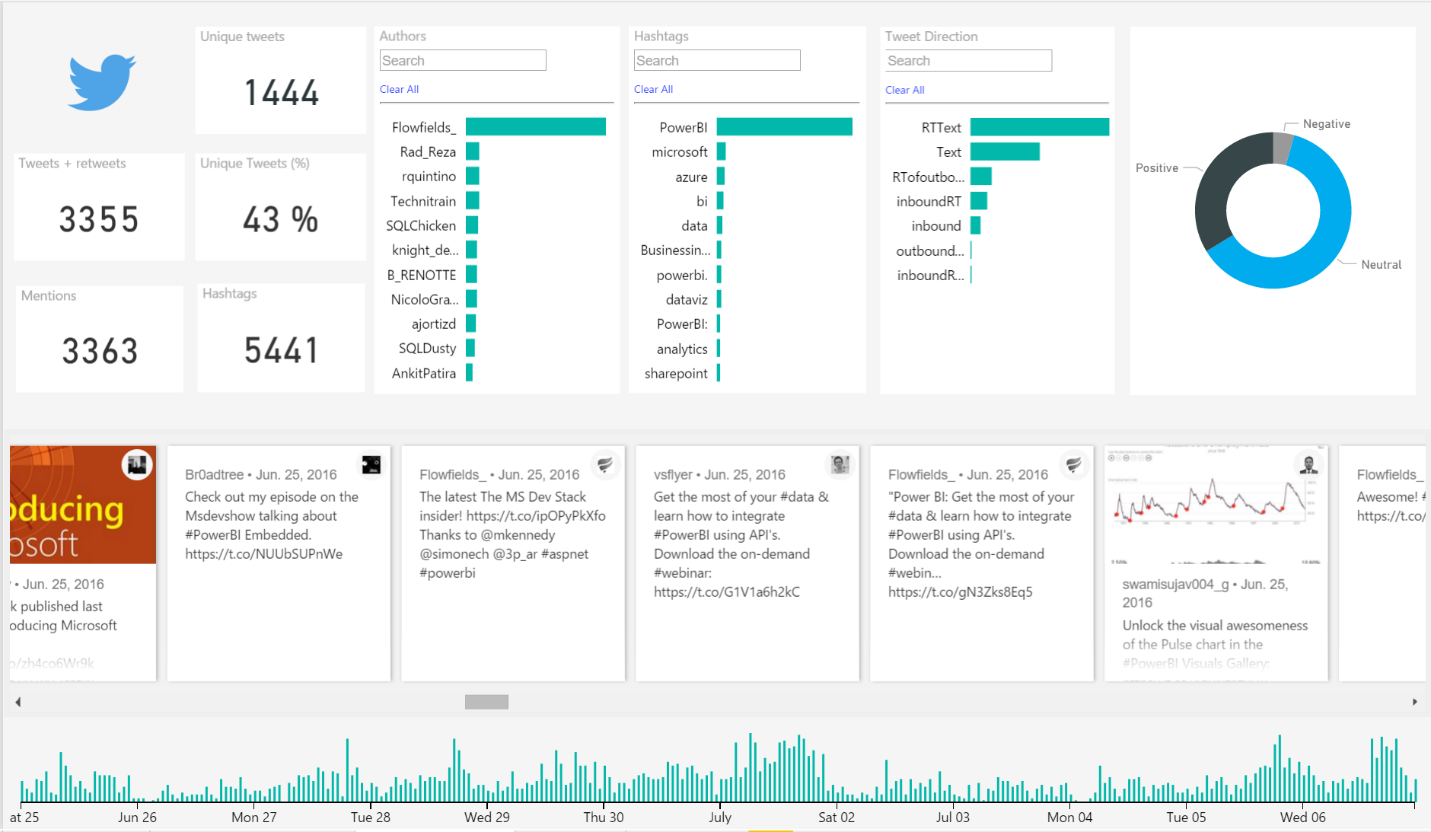 Unique tweets
1444
Tweets + retweets
3355
Unique Tweets (%)
43 %
Mentions
3363
Hashtags
5441
Authors
Search
Clear All
Flowfields_
Rad_Reza
rquintino
Technitrain
SQLChicken
knight_de...
B_RENOTTE
NicoloGra...
ajortizd
SQLDusty
AnkitPatira
Hashtags
Search
Clear All
PowerBI
microsoft
azure
bi
data
Businessin...
powerbi.
dataviz
PowerBI:
analytics
sharepoint
Tweet Direction
Search
Clear All
RTText
Text
RTofoutbo...
inboundRT
inbound
outbound...
inboundR...
Negative
Positive
Neutral
oducing
osoft
• Jun. 25, 2016
k published last
oducing Microsoft
o/zh4co6Wr9k
Br0adtree • Jun. 25, 2016
Check out my episode on the
Msdevshow talking about
#PowerBI Embedded.
https://t.co/NUUbSUPnWe
Flowfields_ • Jun. 25, 2016
The latest The MS Dev Stack
insider! https://t.co/ipOPyPkXfo
Thanks to @mkennedy
@simonech @3p_ar #aspnet
#powerbi
vsflyer • Jun. 25, 2016
Get the most of your #data &
learn how to integrate
#PowerBI using API's.
Download the on-demand
#webinar:
https://t.co/G1V1a6h2kC
Flowfields_ • Jun. 25, 2016
"Power BI: Get the most of your
#data & learn how to integrate
#PowerBI using API's.
Download the on-demand
#webin...
https://t.co/gN3Zks8Eq5
swamisujav004_g • Jun. 25,
2016
Unlock the visual awesomeness
of the Pulse chart in the
#PowerBI Visuals Gallery:
Flowfields_
Awesome! #
https://t.co/
at 25
Jun 26
Mon 27
Tue 28
Wed 29
Thu 30
July
Sat 02
Jul 03
Mon 04
Tue 05
Wed 06